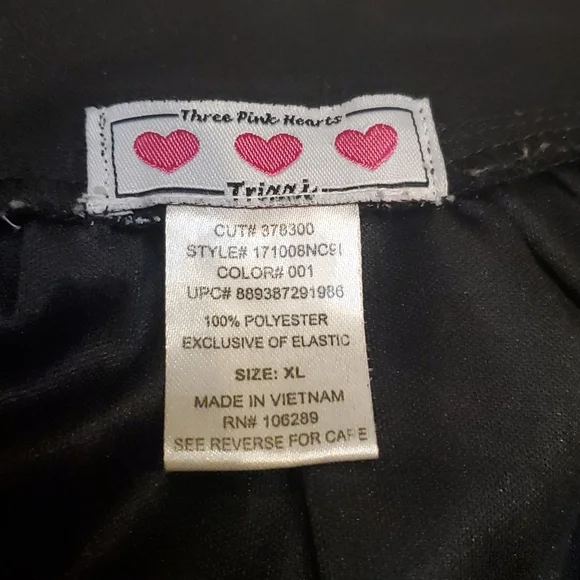 Three Pink Hearts
Trixxi
CUT# 378300
STYLE# 171008NC9I
COLOR# 001
UPC# 889387291986
100% POLYESTER
EXCLUSIVE OF ELASTIC
SIZE: XL
MADE IN VIETNAM
RN# 106289
SEE REVERSE FOR CARE